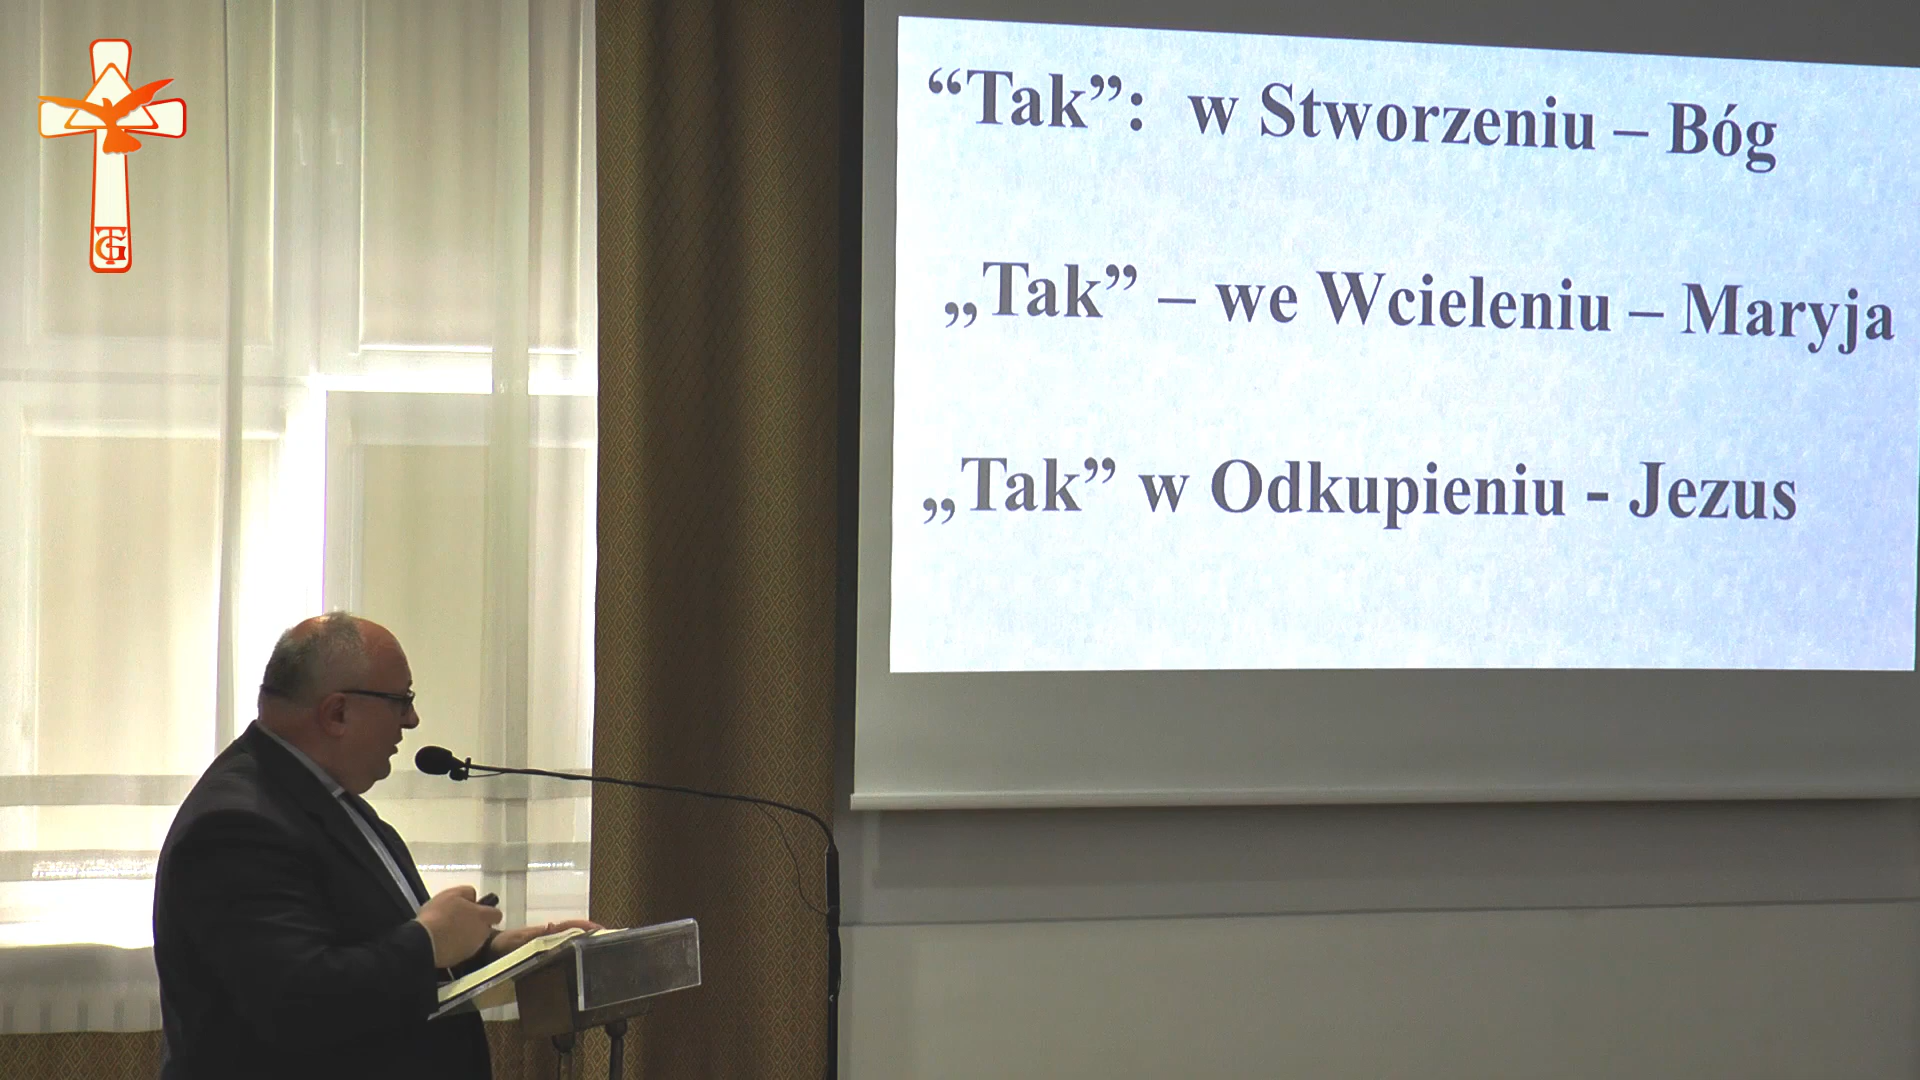 “Tak”: w Stworzeniu – Bóg
„Tak” – we Wcieleniu – Maryja
„Tak” w Odkupieniu - Jezus